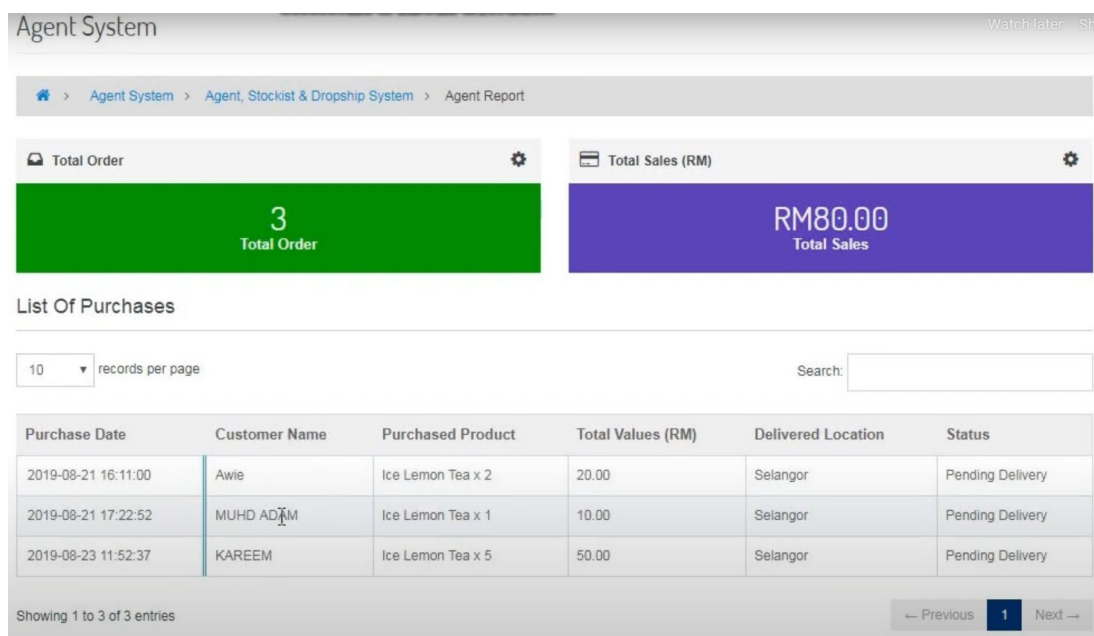 Agent System
Watch later Sh
> Agent System > Agent, Stockist & Dropship System > Agent Report
Total Order
Total Sales (RM)
3
Total Order
RM80.00
Total Sales
List Of Purchases
10 records per page
Search:
Purchase Date Customer Name Purchased Product Total Values (RM) Delivered Location Status
2019-08-21 16:11:00 Awie Ice Lemon Tea x 2 20.00 Selangor Pending Delivery
2019-08-21 17:22:52 MUHD ADAM Ice Lemon Tea x 1 10.00 Selangor Pending Delivery
2019-08-23 11:52:37 KAREEM Ice Lemon Tea x 5 50.00 Selangor Pending Delivery
Showing 1 to 3 of 3 entries
← Previous 1 Next →